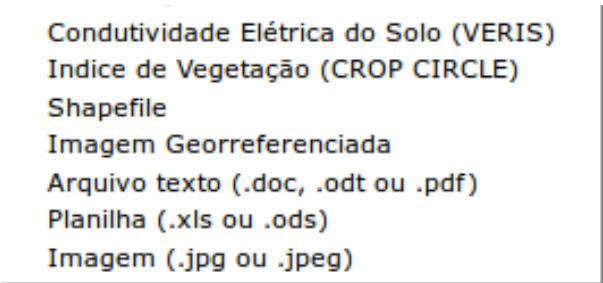 Condutividade Elétrica do Solo (VERIS)
Indice de Vegetação (CROP CIRCLE)
Shapefile
Imagem Georreferenciada
Arquivo texto (.doc, .odt ou .pdf)
Planilha (.xls ou .ods)
Imagem (.jpg ou .jpeg)